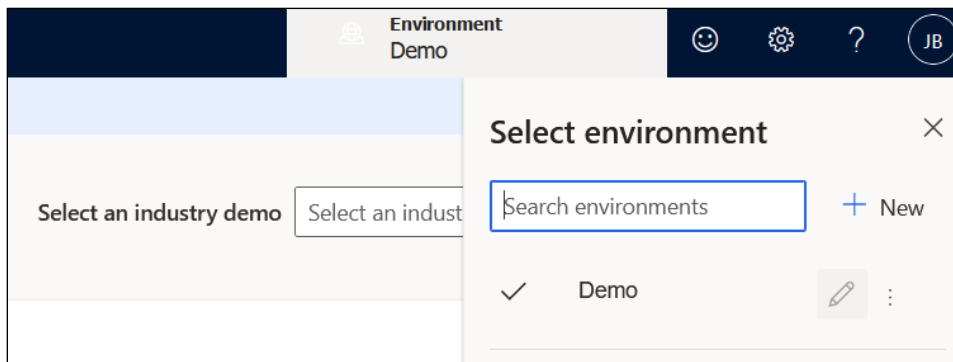 Environment
Demo
JB
Select environment
Select an industry demo
Select an indust
Search environments
New
Demo